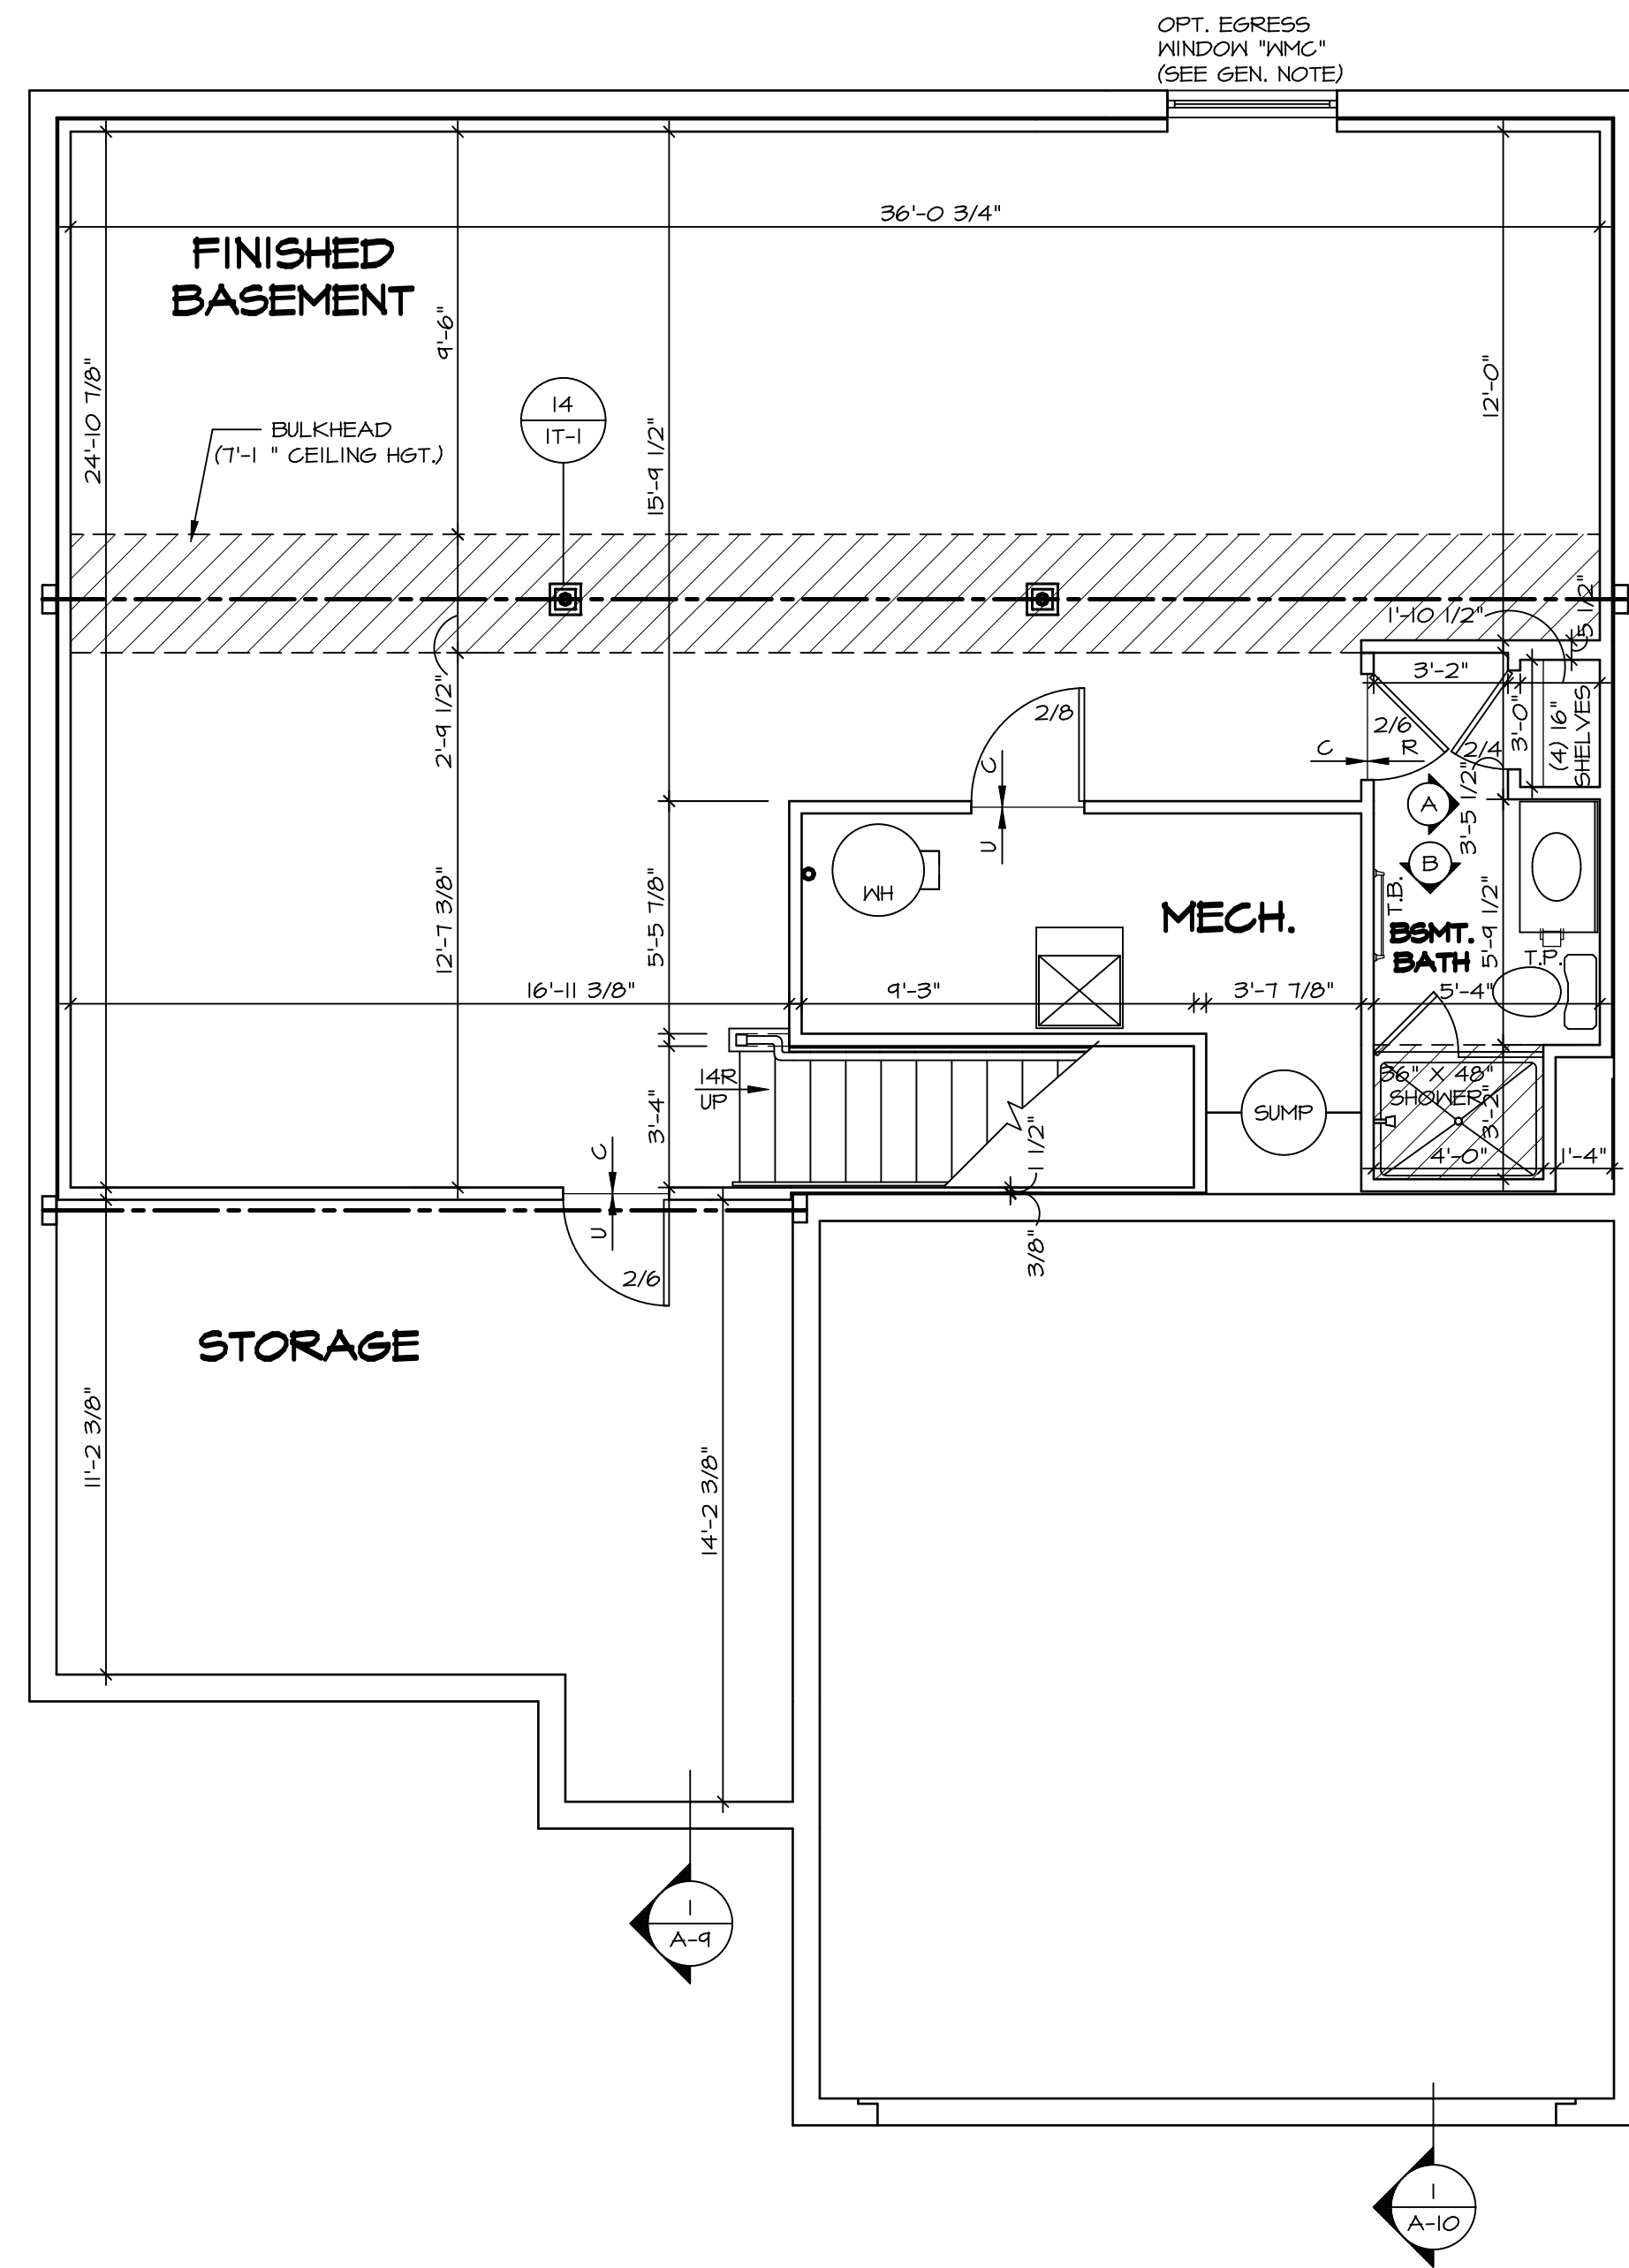 OPT. EGRESS
WINDOW "WMC"
(SEE GEN. NOTE)
36'-0 3/4"
FINISHED
BASEMENT
9'-6"
24'-10 7/8"
12'-0"
14
1T-1
BULKHEAD
(7'-1 " CEILING HGT.)
15'-9 1/2"
1'-10 1/2"
5 1/2"
3'-2"
2'-9 1/2"
2/8
2/6
3'-0"
(4) 16"
SHELVES
C
R
2/4
C
U
A
3'-5 1/2"
B
WH
T.B.
MECH.
12'-7 3/8"
5'-5 7/8"
BSMT.
BATH
5'-9 1/2"
T.P.
16'-11 3/8"
9'-3"
3'-7 7/8"
5'-4"
14R
UP
36" X 48"
SHOWER
SUMP
3'-4"
3'-2"
1 1/2"
C
4'-0"
1'-4"
U
3/8"
2/6
STORAGE
11'-2 3/8"
14'-2 3/8"
1
A-9
1
A-10